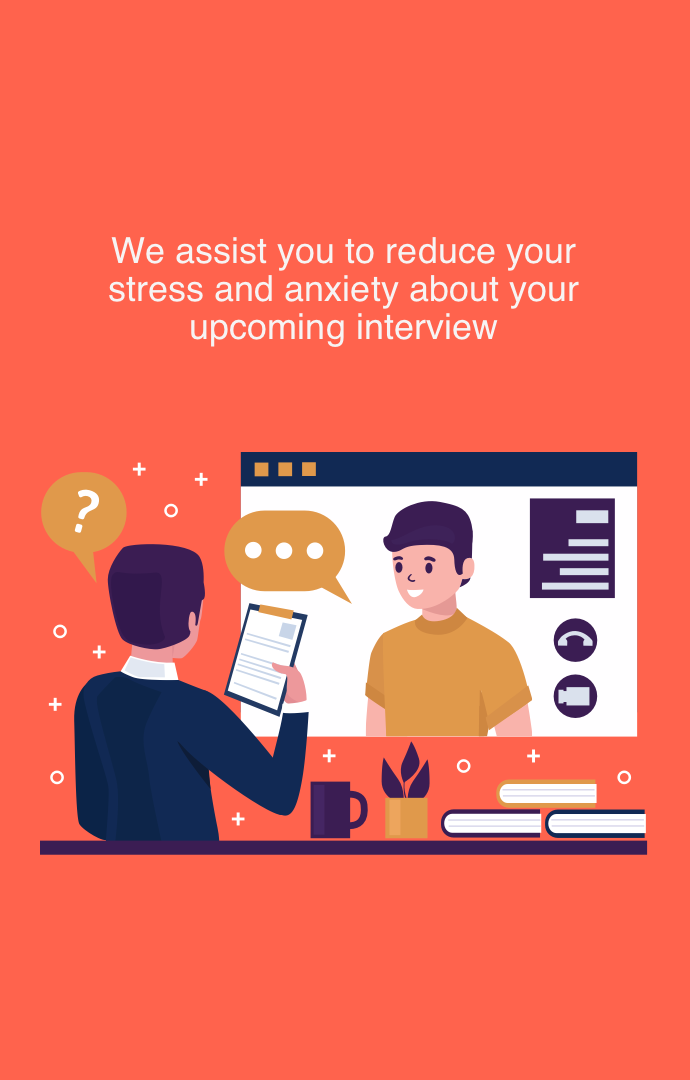 We assist you to reduce your
stress and anxiety about your
upcoming interview
?